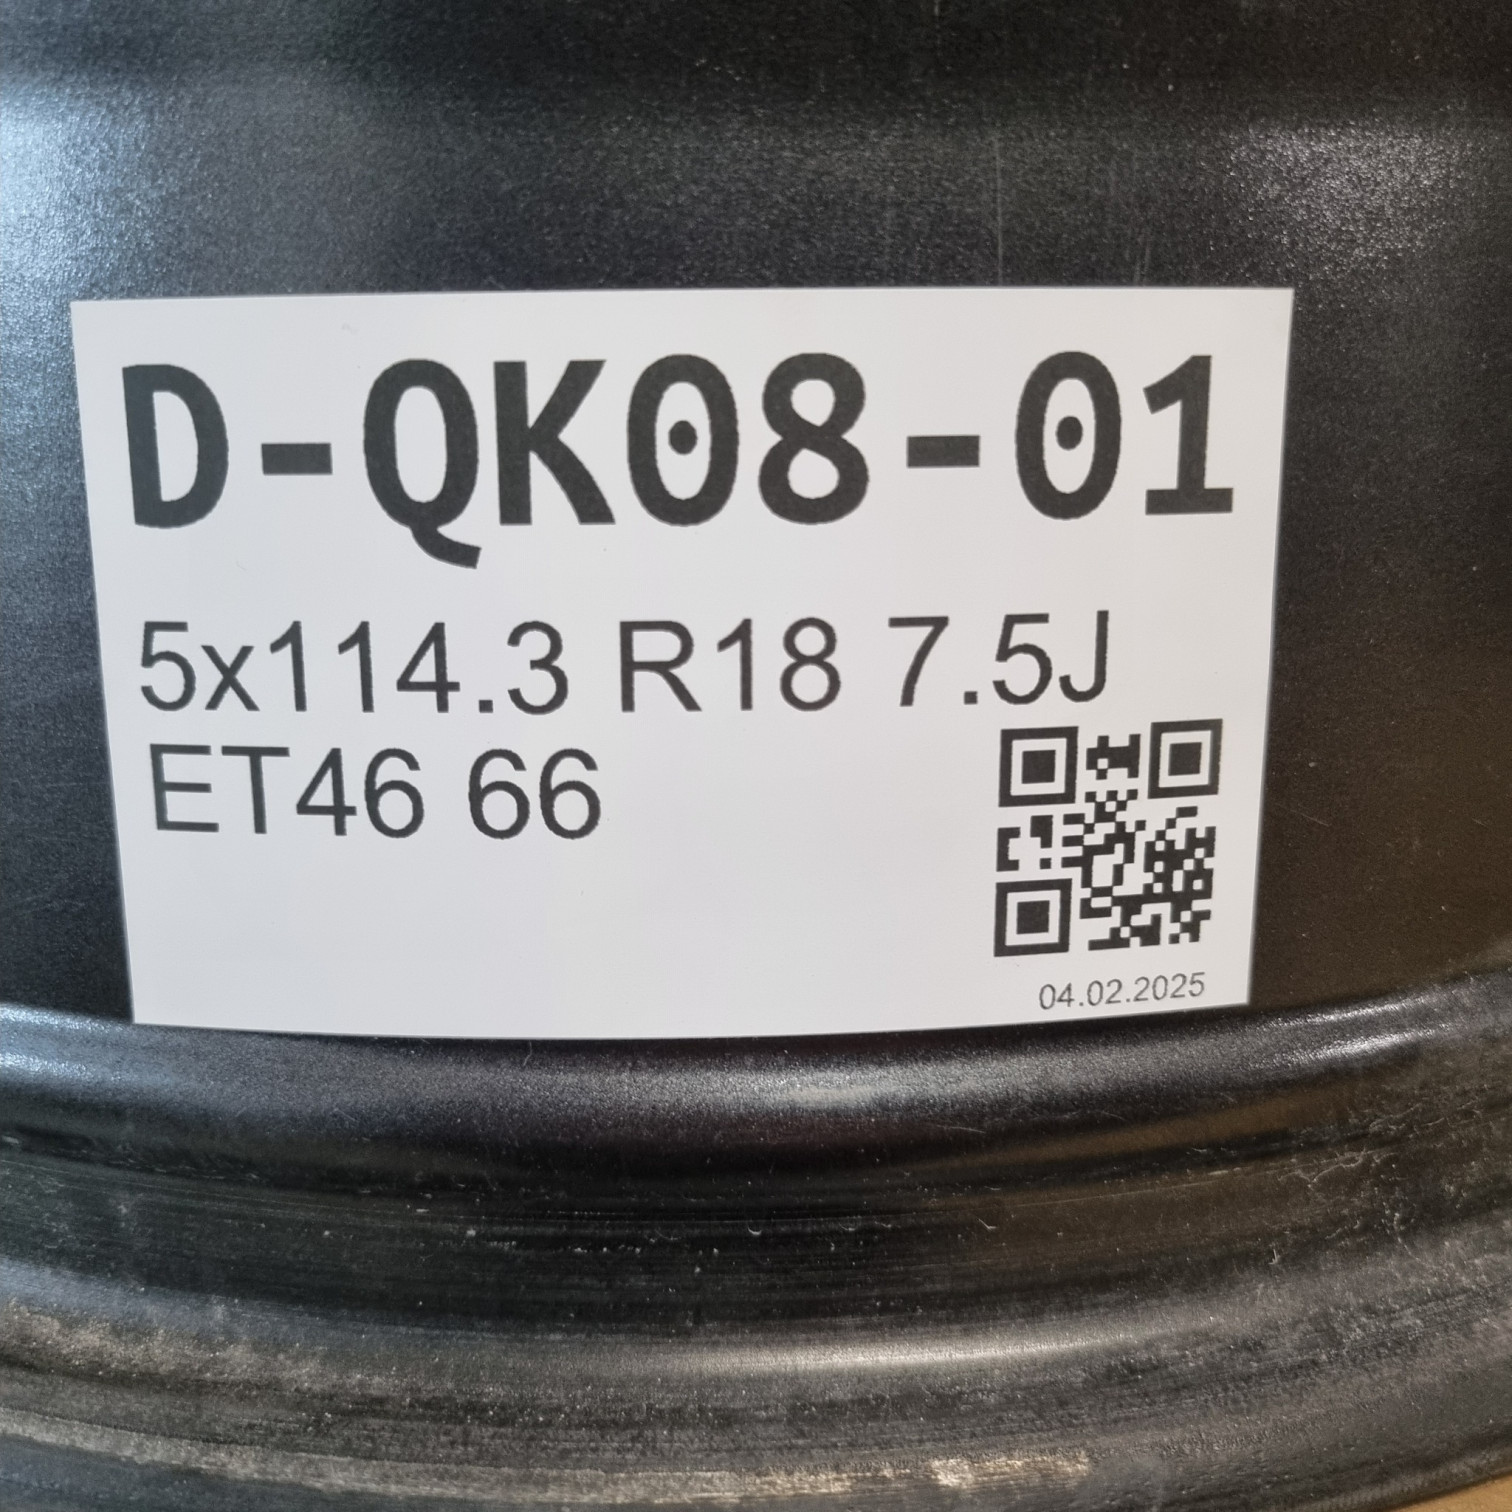 D-QK08-01
5x114.3 R18 7.5J
ET46 66
04.02.2025